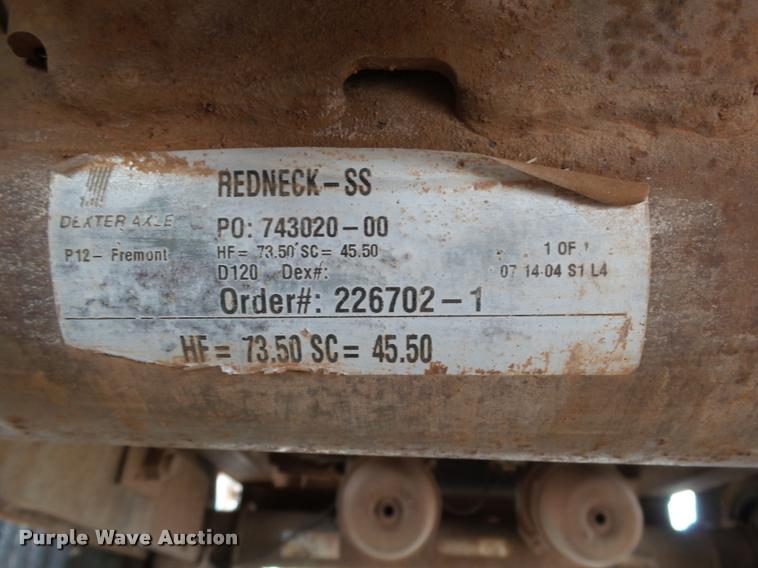 REDNECK-SS
DEXTER AXLE
PO: 743020-00
P12- Fremont
HF= 73.50 SC= 45.50
1 OF 1
D120 Dex#:
07 14 04 S1 L4
Order#: 226702-1
HF= 73.50 SC= 45.50
Purple Wave Auction